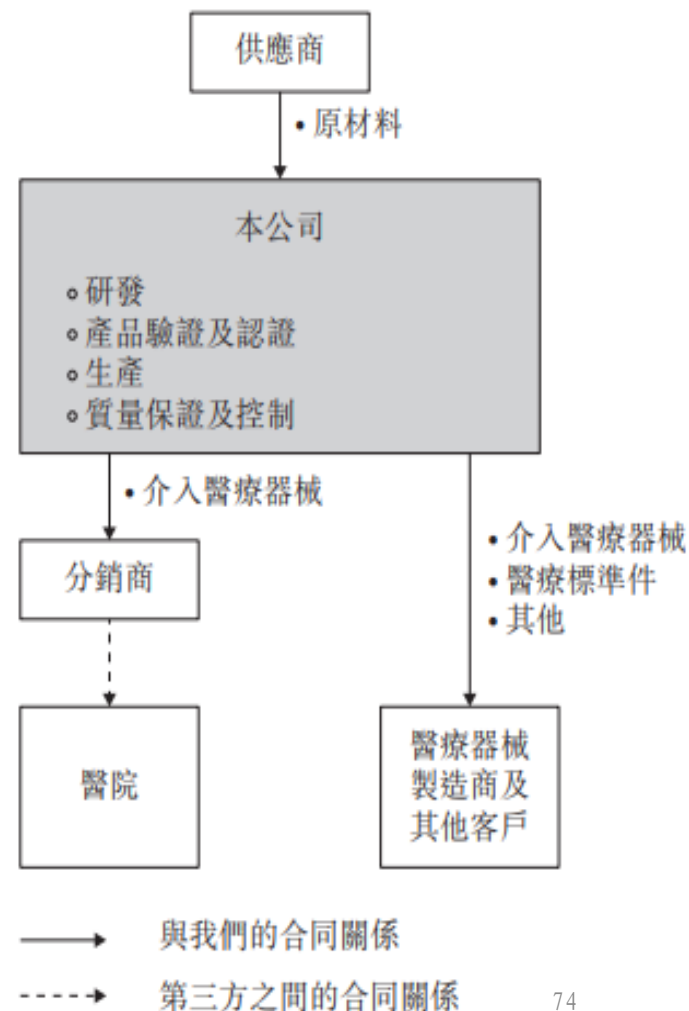 供應商
• 原材料
本公司
研發
產品驗證及認證
生產
質量保證及控制
• 介入醫療器械
分銷商
• 介入醫療器械
• 醫療標準件
• 其他
醫院
醫療器械
製造商及
其他客戶
與我們的合同關係
第三方之間的合同關係
74